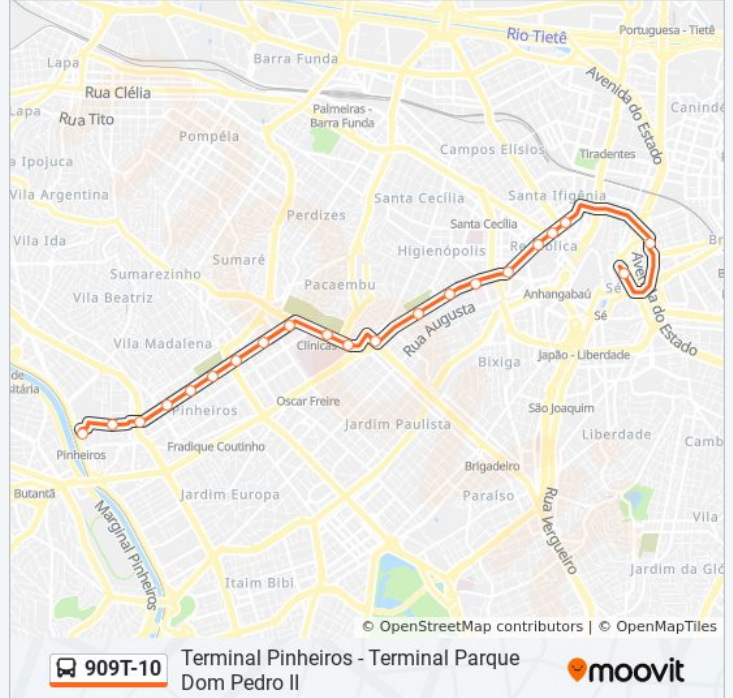 Rio Tietê
Portuguesa - Tietê
Lapa
Barra Funda
Avenida do Estado
Rua Clélia
Lapa
Rua Tito
Palmeiras -
Barra Funda
Canindé
Pompéia
Campos Elísios
Tiradentes
a Ipojuca
Vila Argentina
Santa Cecília
Santa Ifigênia
Perdizes
Santa Cecília
Vila Ida
Higienópolis
República
Br
Sumaré
Sumarezinho
Pacaembu
Avenida do Estado
Vila Beatriz
Anhangabaú
Sé
Sé
Rua Augusta
Vila Madalena
Clínicas
Japão - Liberdade
Bixiga
de
sitária
Oscar Freire
Pinheiros
São Joaquim
Jardim Paulista
Liberdade
Camb
Fradique Coutinho
Pinheiros
Brigadeiro
Butantã
Jardim Europa
Paraíso
Rua Vergueiro
Marginal Pinheiros
Vila
Jardim da Gló
Itaim Bibi
© OpenStreetMap contributors | © OpenMapTiles
909T-10
Terminal Pinheiros - Terminal Parque
Dom Pedro II
moovit